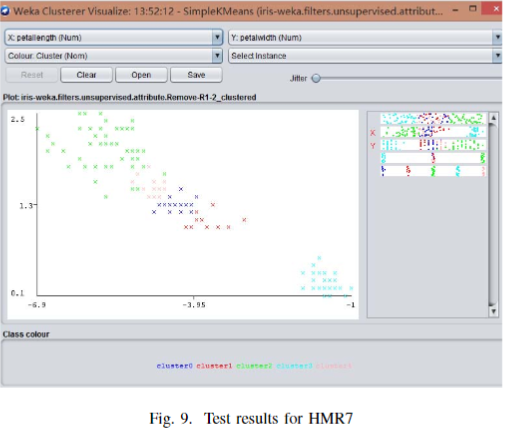 Weka Clusterer Visualize: 13:52:12 - SimpleKMeans (iris-weka.filters.unsupervised.attribut...
X: petallength (Num)
Y: petalwidth (Num)
Colour: Cluster (Nom)
Select Instance
Reset
Clear
Open
Save
Jitter
Plot: iris-weka.filters.unsupervised.attribute.Remove-R1-2_clustered
2.5
1.3
0.1
-6.9
-3.95
-1
X
Y
Class colour
cluster0 cluster1 cluster2 cluster3 cluster4
Fig. 9. Test results for HMR7